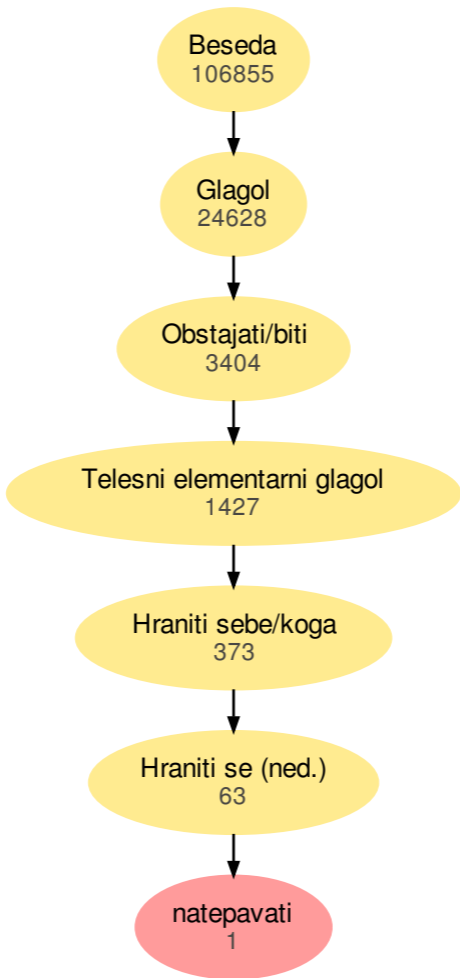 Beseda
106855
Glagol
24628
Obstajati/biti
3404
Telesni elementarni glagol
1427
Hraniti sebe/koga
373
Hraniti se (ned.)
63
natepavati
1